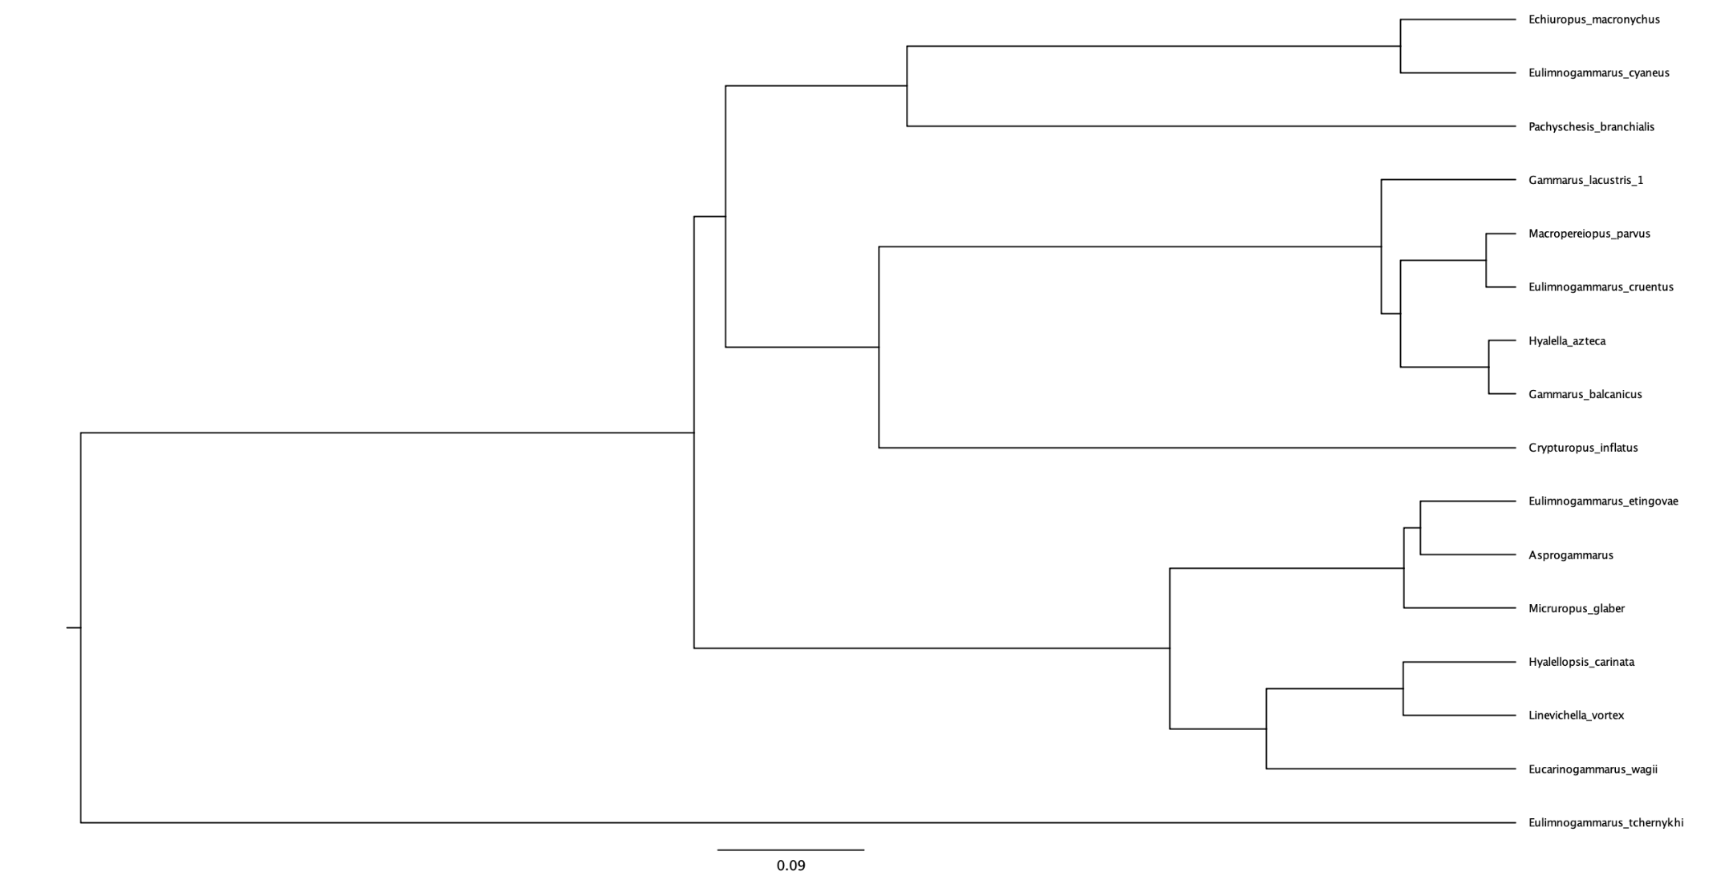 Echiuropus_macronychus
Eulimnogammarus_cyaneus
Pachyschesis_branchialis
Gammarus_lacustris_1
Macropereiopus_parvus
Eulimnogammarus_cruentus
Hyalella_azteca
Gammarus_balcanicus
Crypturopus_inflatus
Eulimnogammarus_etingovae
Asprogammarus
Micruropus_glaber
Hyalellopsis_carinata
Linevichella_vortex
Eucarinogammarus_wagii
Eulimnogammarus_tchernykhi
0.09